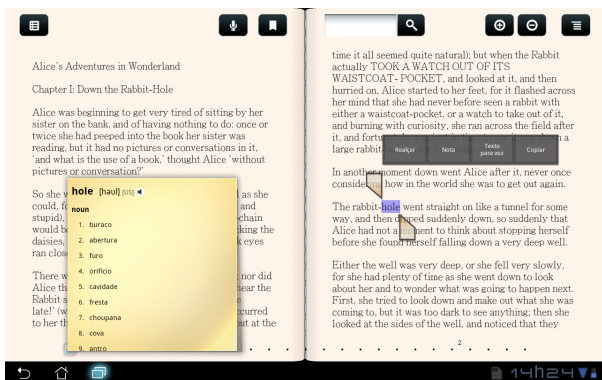 Alice's Adventures in Wonderland
Chapter I: Down the Rabbit-Hole
Alice was beginning to get very tired of sitting by her
sister on the bank, and of having nothing to do: once or
twice she had peeped into the book her sister was
reading, but it had no pictures or conversations in it,
'and what is the use of a book,' thought Alice 'without
pictures or conversation?'
So she w
l as she
could, f
and
stupid),
-chain
would b
cking the
daisies,
k eyes
ran clos
There w
nor did
Alice th
hear the
Rabbit s
late!' (w
curred
to her th
but at the
hole [həʊl] [US]
noun
1. buraco
2. abertura
3. furo
4. orifício
5. cavidade
6. fresta
7. choupana
8. cova
9. antro
time it all seemed quite natural); but when the Rabbit
actually TOOK A WATCH OUT OF ITS
WAISTCOAT- POCKET, and looked at it, and then
hurried on, Alice started to her feet, for it flashed across
her mind that she had never before seen a rabbit with
either a waistcoat-pocket, or a watch to take out of it,
and burning with curiosity, she ran across the field after
it, and
large rabbit
Realçar
Nota
Texto
para voz
Copiar
In another moment down went Alice after it, never once
considering how in the world she was to get out again.
The rabbit-hole went straight on like a tunnel for some
way, and then dipped suddenly down, so suddenly that
Alice had not a moment to think about stopping herself
before she found herself falling down a very deep well.
Either the well was very deep, or she fell very slowly,
for she had plenty of time as she went down to look
about her and to wonder what was going to happen next.
First, she tried to look down and make out what she was
coming to, but it was too dark to see anything; then she
looked at the sides of the well, and noticed that they
2
14h24